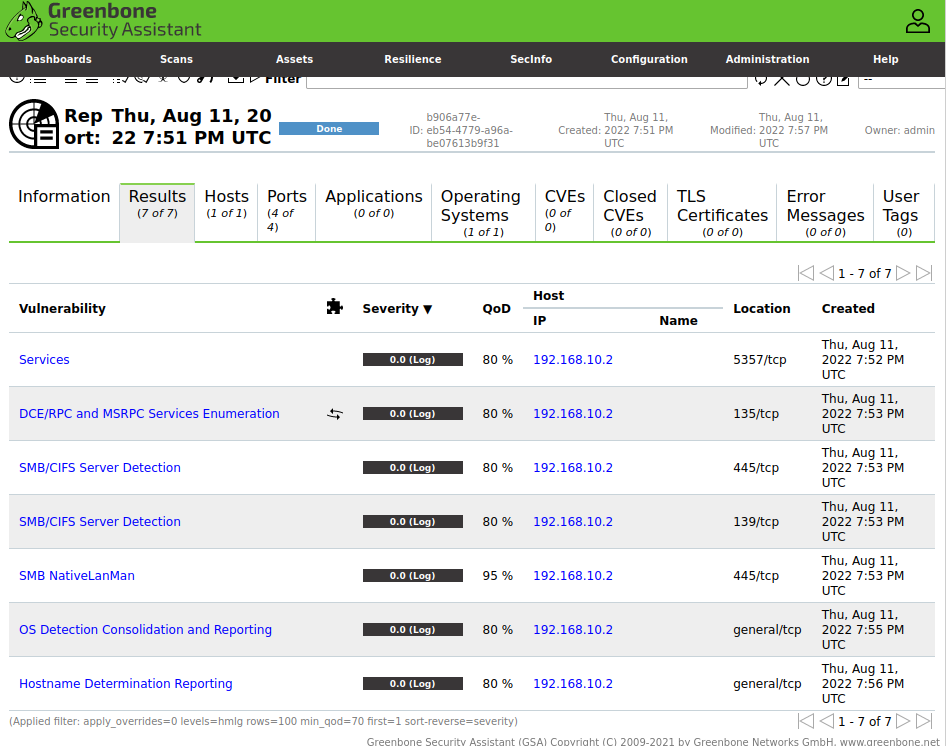 Greenbone
Security Assistant
Dashboards Scans Assets Resilience SecInfo Configuration Administration Help
Filter --
Rep Thu, Aug 11, 20
ort: 22 7:51 PM UTC
Done
ID: b906a77e-
eb54-4779-a96a-
be07613b9f31
Created: Thu, Aug 11,
2022 7:51 PM
UTC
Modified: Thu, Aug 11,
2022 7:57 PM
UTC
Owner: admin
Information
Results
(7 of 7)
Hosts
(1 of 1)
Ports
(4 of
4)
Applications
(0 of 0)
Operating
Systems
(1 of 1)
CVEs
(0 of
0)
Closed
CVEs
(0 of 0)
TLS
Certificates
(0 of 0)
Error
Messages
(0 of 0)
User
Tags
(0)
1 - 7 of 7
Vulnerability Severity ▼ QoD Host Location Created
IP Name
Services 0.0 (Log) 80 % 192.168.10.2 5357/tcp Thu, Aug 11,
2022 7:52 PM
UTC
DCE/RPC and MSRPC Services Enumeration 0.0 (Log) 80 % 192.168.10.2 135/tcp Thu, Aug 11,
2022 7:53 PM
UTC
SMB/CIFS Server Detection 0.0 (Log) 80 % 192.168.10.2 445/tcp Thu, Aug 11,
2022 7:53 PM
UTC
SMB/CIFS Server Detection 0.0 (Log) 80 % 192.168.10.2 139/tcp Thu, Aug 11,
2022 7:53 PM
UTC
SMB NativeLanMan 0.0 (Log) 95 % 192.168.10.2 445/tcp Thu, Aug 11,
2022 7:53 PM
UTC
OS Detection Consolidation and Reporting 0.0 (Log) 80 % 192.168.10.2 general/tcp Thu, Aug 11,
2022 7:55 PM
UTC
Hostname Determination Reporting 0.0 (Log) 80 % 192.168.10.2 general/tcp Thu, Aug 11,
2022 7:56 PM
UTC
(Applied filter: apply_overrides=0 levels=hmlg rows=100 min_qod=70 first=1 sort-reverse=severity) 1 - 7 of 7
Greenbone Security Assistant (GSA) Copyright (C) 2009-2021 by Greenbone Networks GmbH, www.greenbone.net